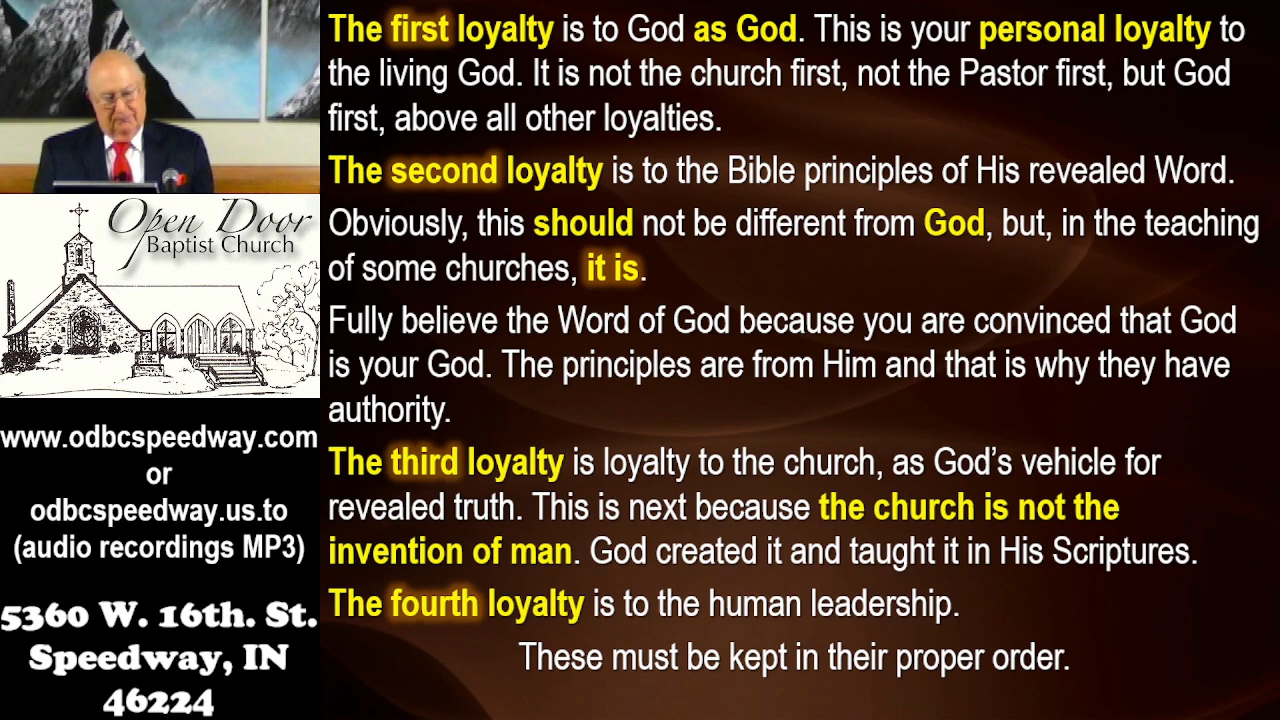 Open Door
Baptist Church
www.odbcspeedway.com
or
odbcspeedway.us.to
(audio recordings MP3)
5360 W. 16th. St.
Speedway, IN
46224
The first loyalty is to God as God. This is your personal loyalty to
the living God. It is not the church first, not the Pastor first, but God
first, above all other loyalties.
The second loyalty is to the Bible principles of His revealed Word.
Obviously, this should not be different from God, but, in the teaching
of some churches, it is.
Fully believe the Word of God because you are convinced that God
is your God. The principles are from Him and that is why they have
authority.
The third loyalty is loyalty to the church, as God’s vehicle for
revealed truth. This is next because the church is not the
invention of man. God created it and taught it in His Scriptures.
The fourth loyalty is to the human leadership.
These must be kept in their proper order.